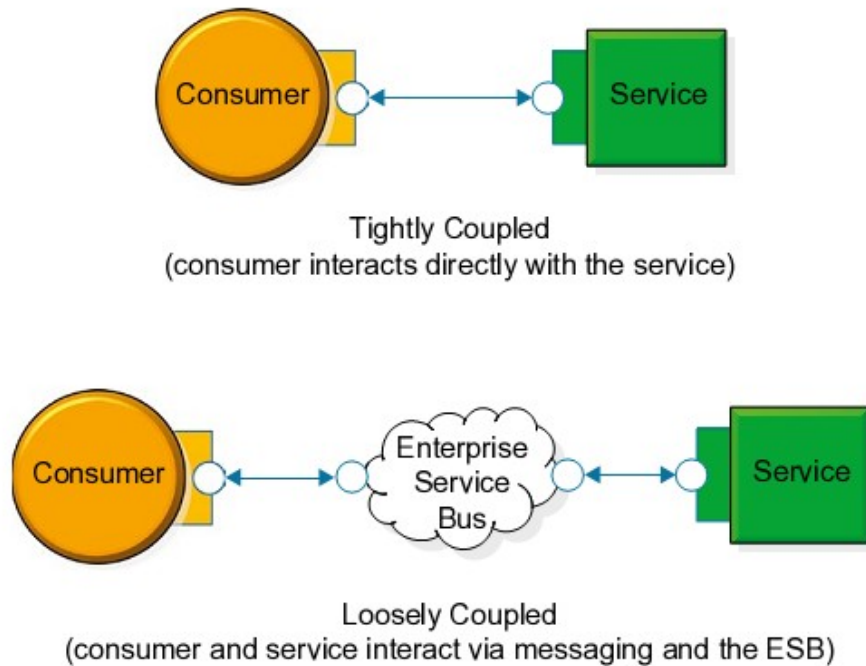 Consumer
Service
Tightly Coupled
(consumer interacts directly with the service)
Consumer
Enterprise
Service
Bus
Service
Loosely Coupled
(consumer and service interact via messaging and the ESB)